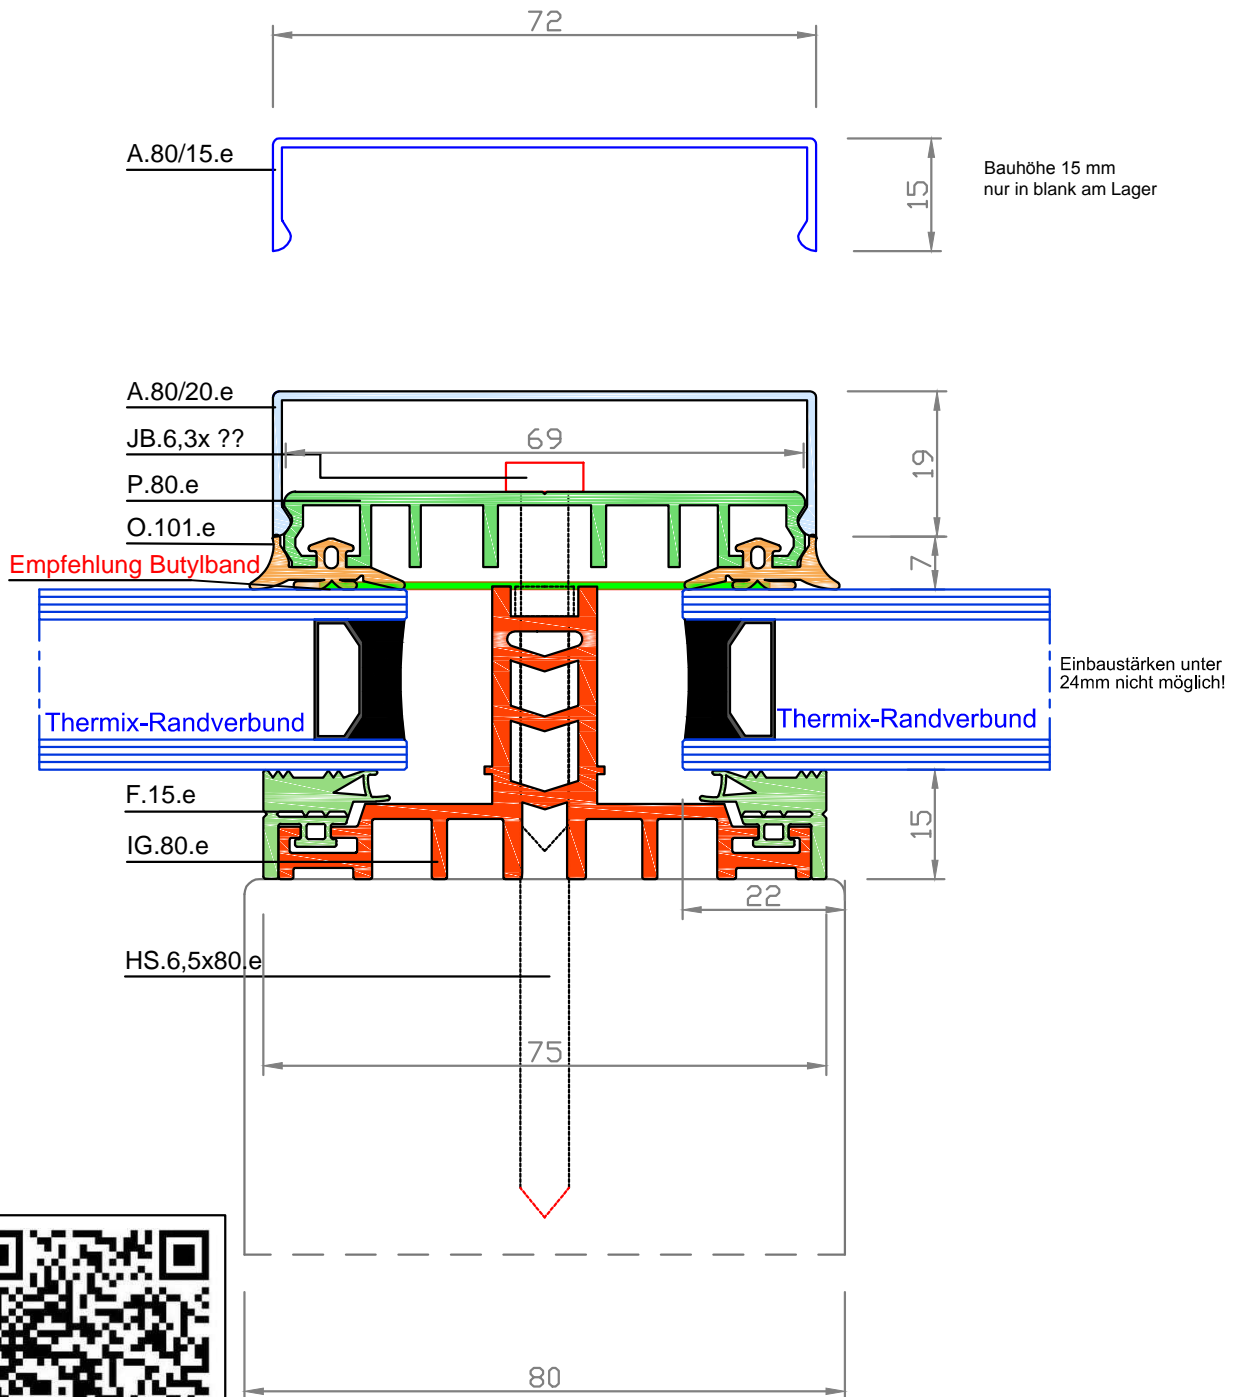 72
A.80/15.e
15
Bauhöhe 15 mm
nur in blank am Lager
A.80/20.e
JB.6,3x ??
69
19
P.80.e
O.101.e
Empfehlung Butylband
7
Einbaustärken unter
24mm nicht möglich!
Thermix-Randverbund
Thermix-Randverbund
F.15.e
15
IG.80.e
22
HS.6,5x80.e
75
80